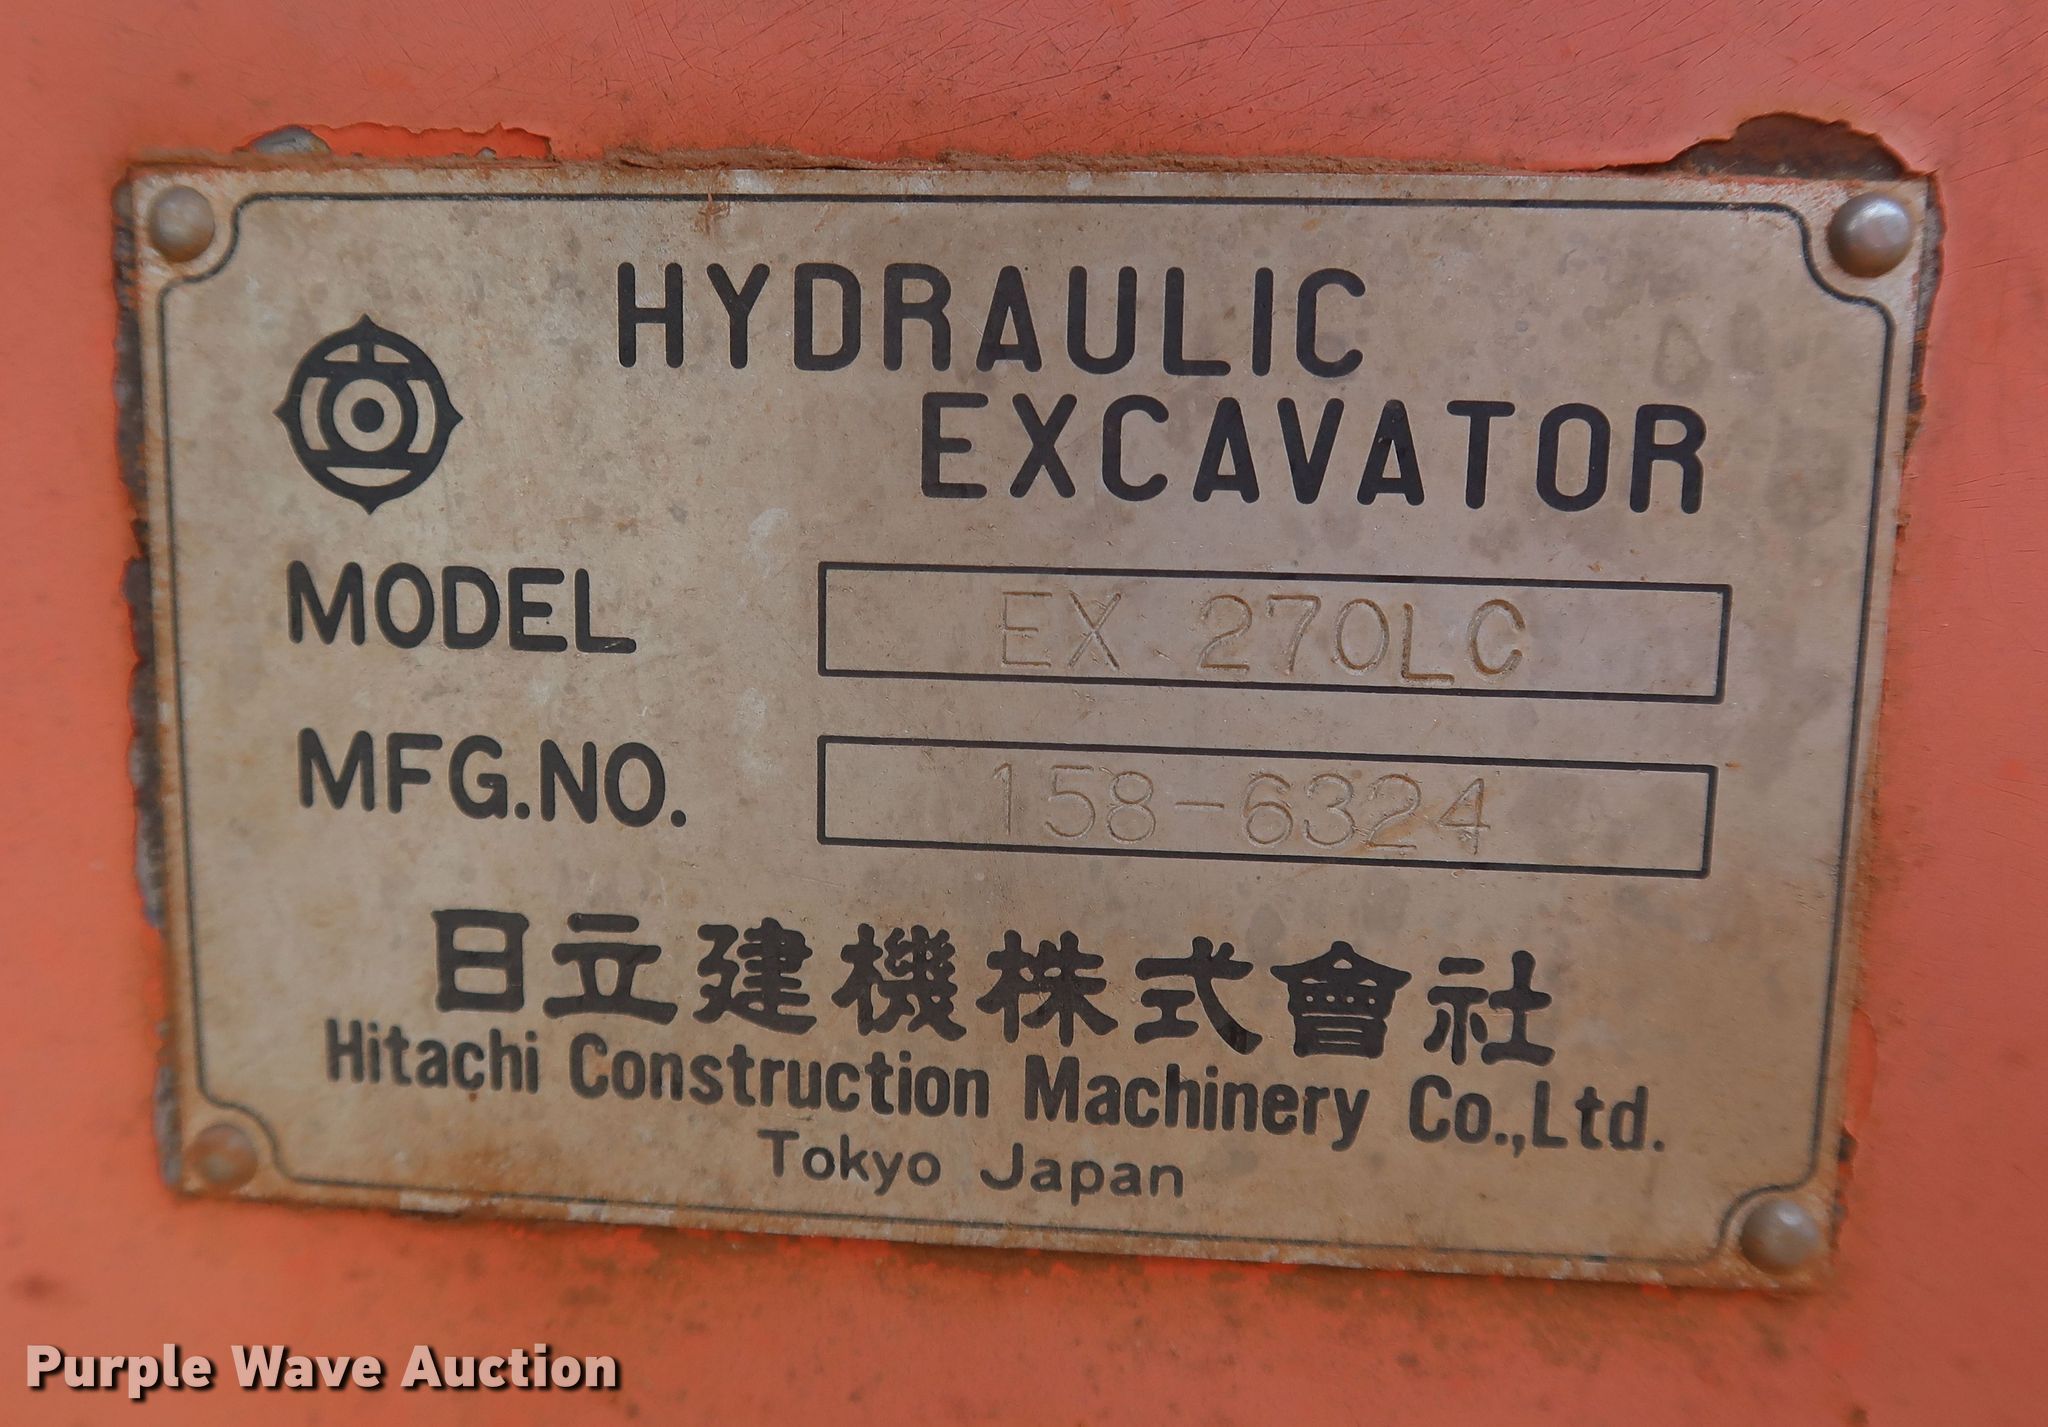 HYDRAULIC
EXCAVATOR
MODEL EX 270LC
MFG.NO. 158-6324
日立建機株式會社
Hitachi Construction Machinery Co.,Ltd.
Tokyo Japan
Purple Wave Auction